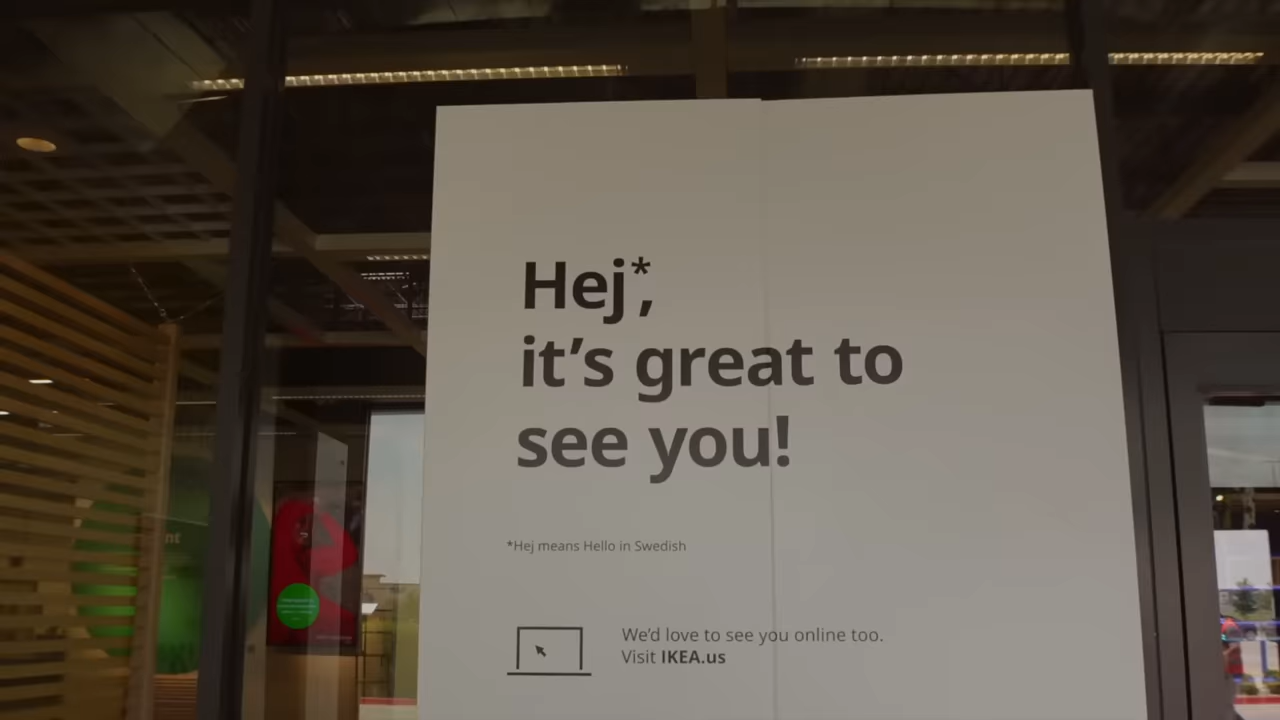 Hej*,
it's great to
see you!
*Hej means Hello in Swedish
We'd love to see you online too.
Visit IKEA.us